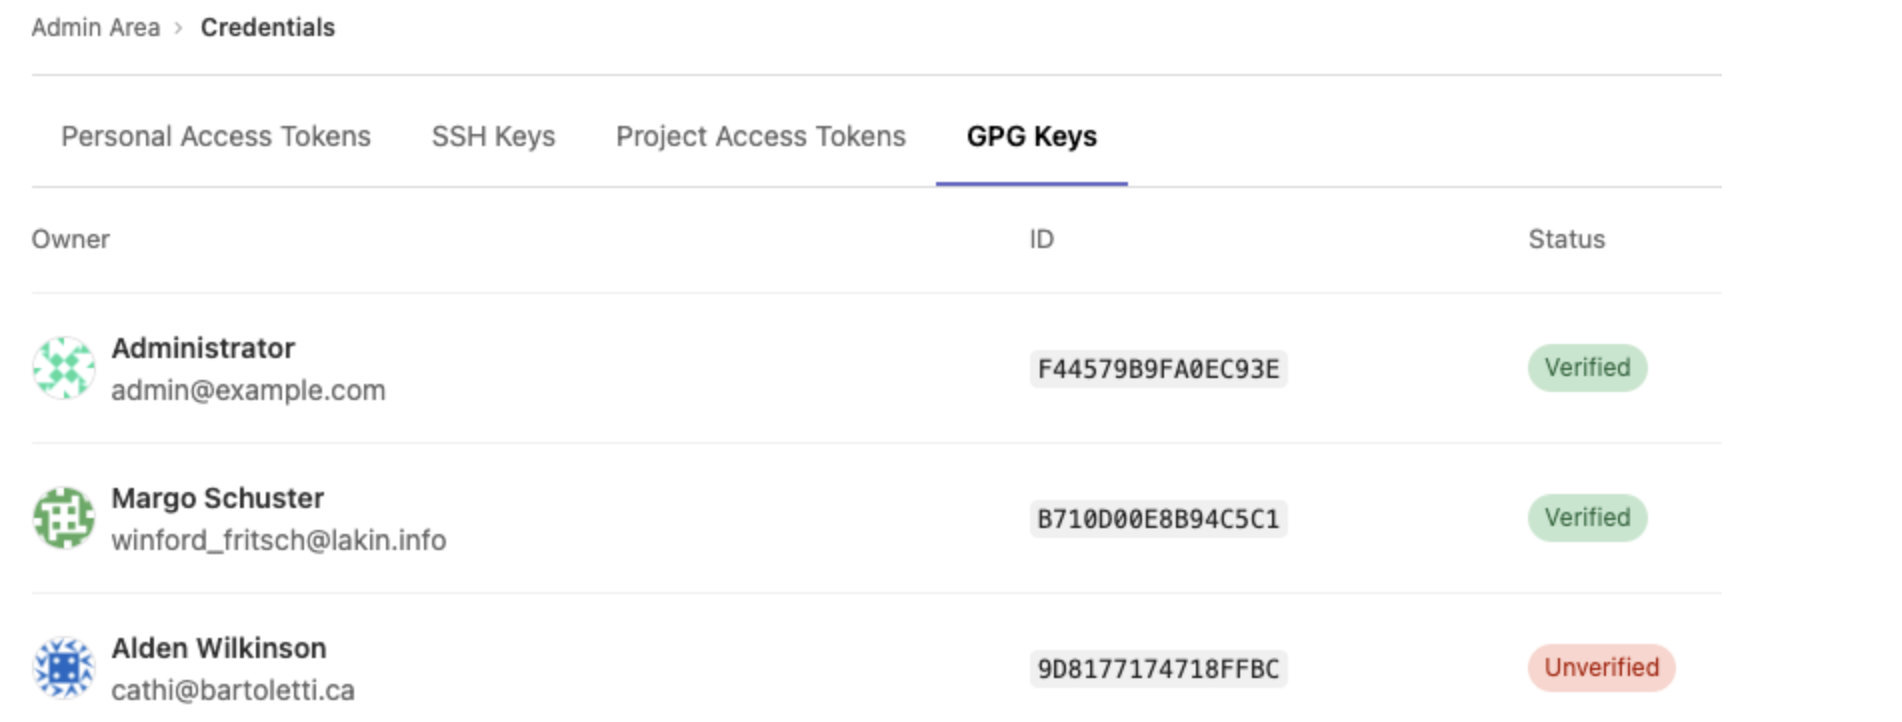 Admin Area > Credentials
Personal Access Tokens SSH Keys Project Access Tokens GPG Keys
Owner ID Status
Administrator
admin@example.com F44579B9FA0EC93E Verified
Margo Schuster
winford_fritsch@lakin.info B710D00E8B94C5C1 Verified
Alden Wilkinson
cathi@bartoletti.ca 9D8177174718FFBC Unverified